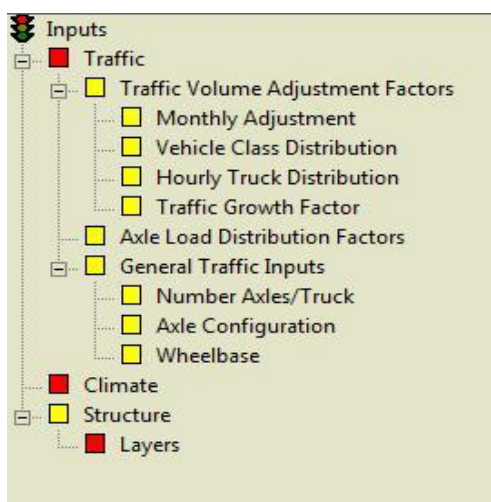 Inputs
Traffic
Traffic Volume Adjustment Factors
Monthly Adjustment
Vehicle Class Distribution
Hourly Truck Distribution
Traffic Growth Factor
Axle Load Distribution Factors
General Traffic Inputs
Number Axles/Truck
Axle Configuration
Wheelbase
Climate
Structure
Layers